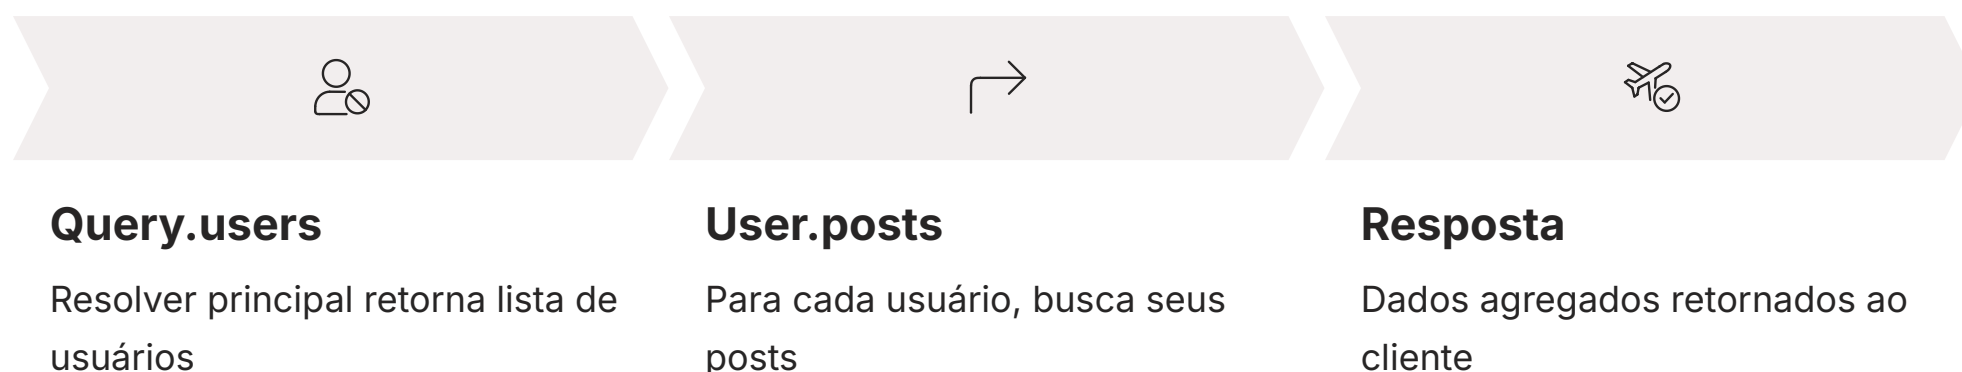 Query.users
Resolver principal retorna lista de
usuários
User.posts
Para cada usuário, busca seus
posts
Resposta
Dados agregados retornados ao
cliente